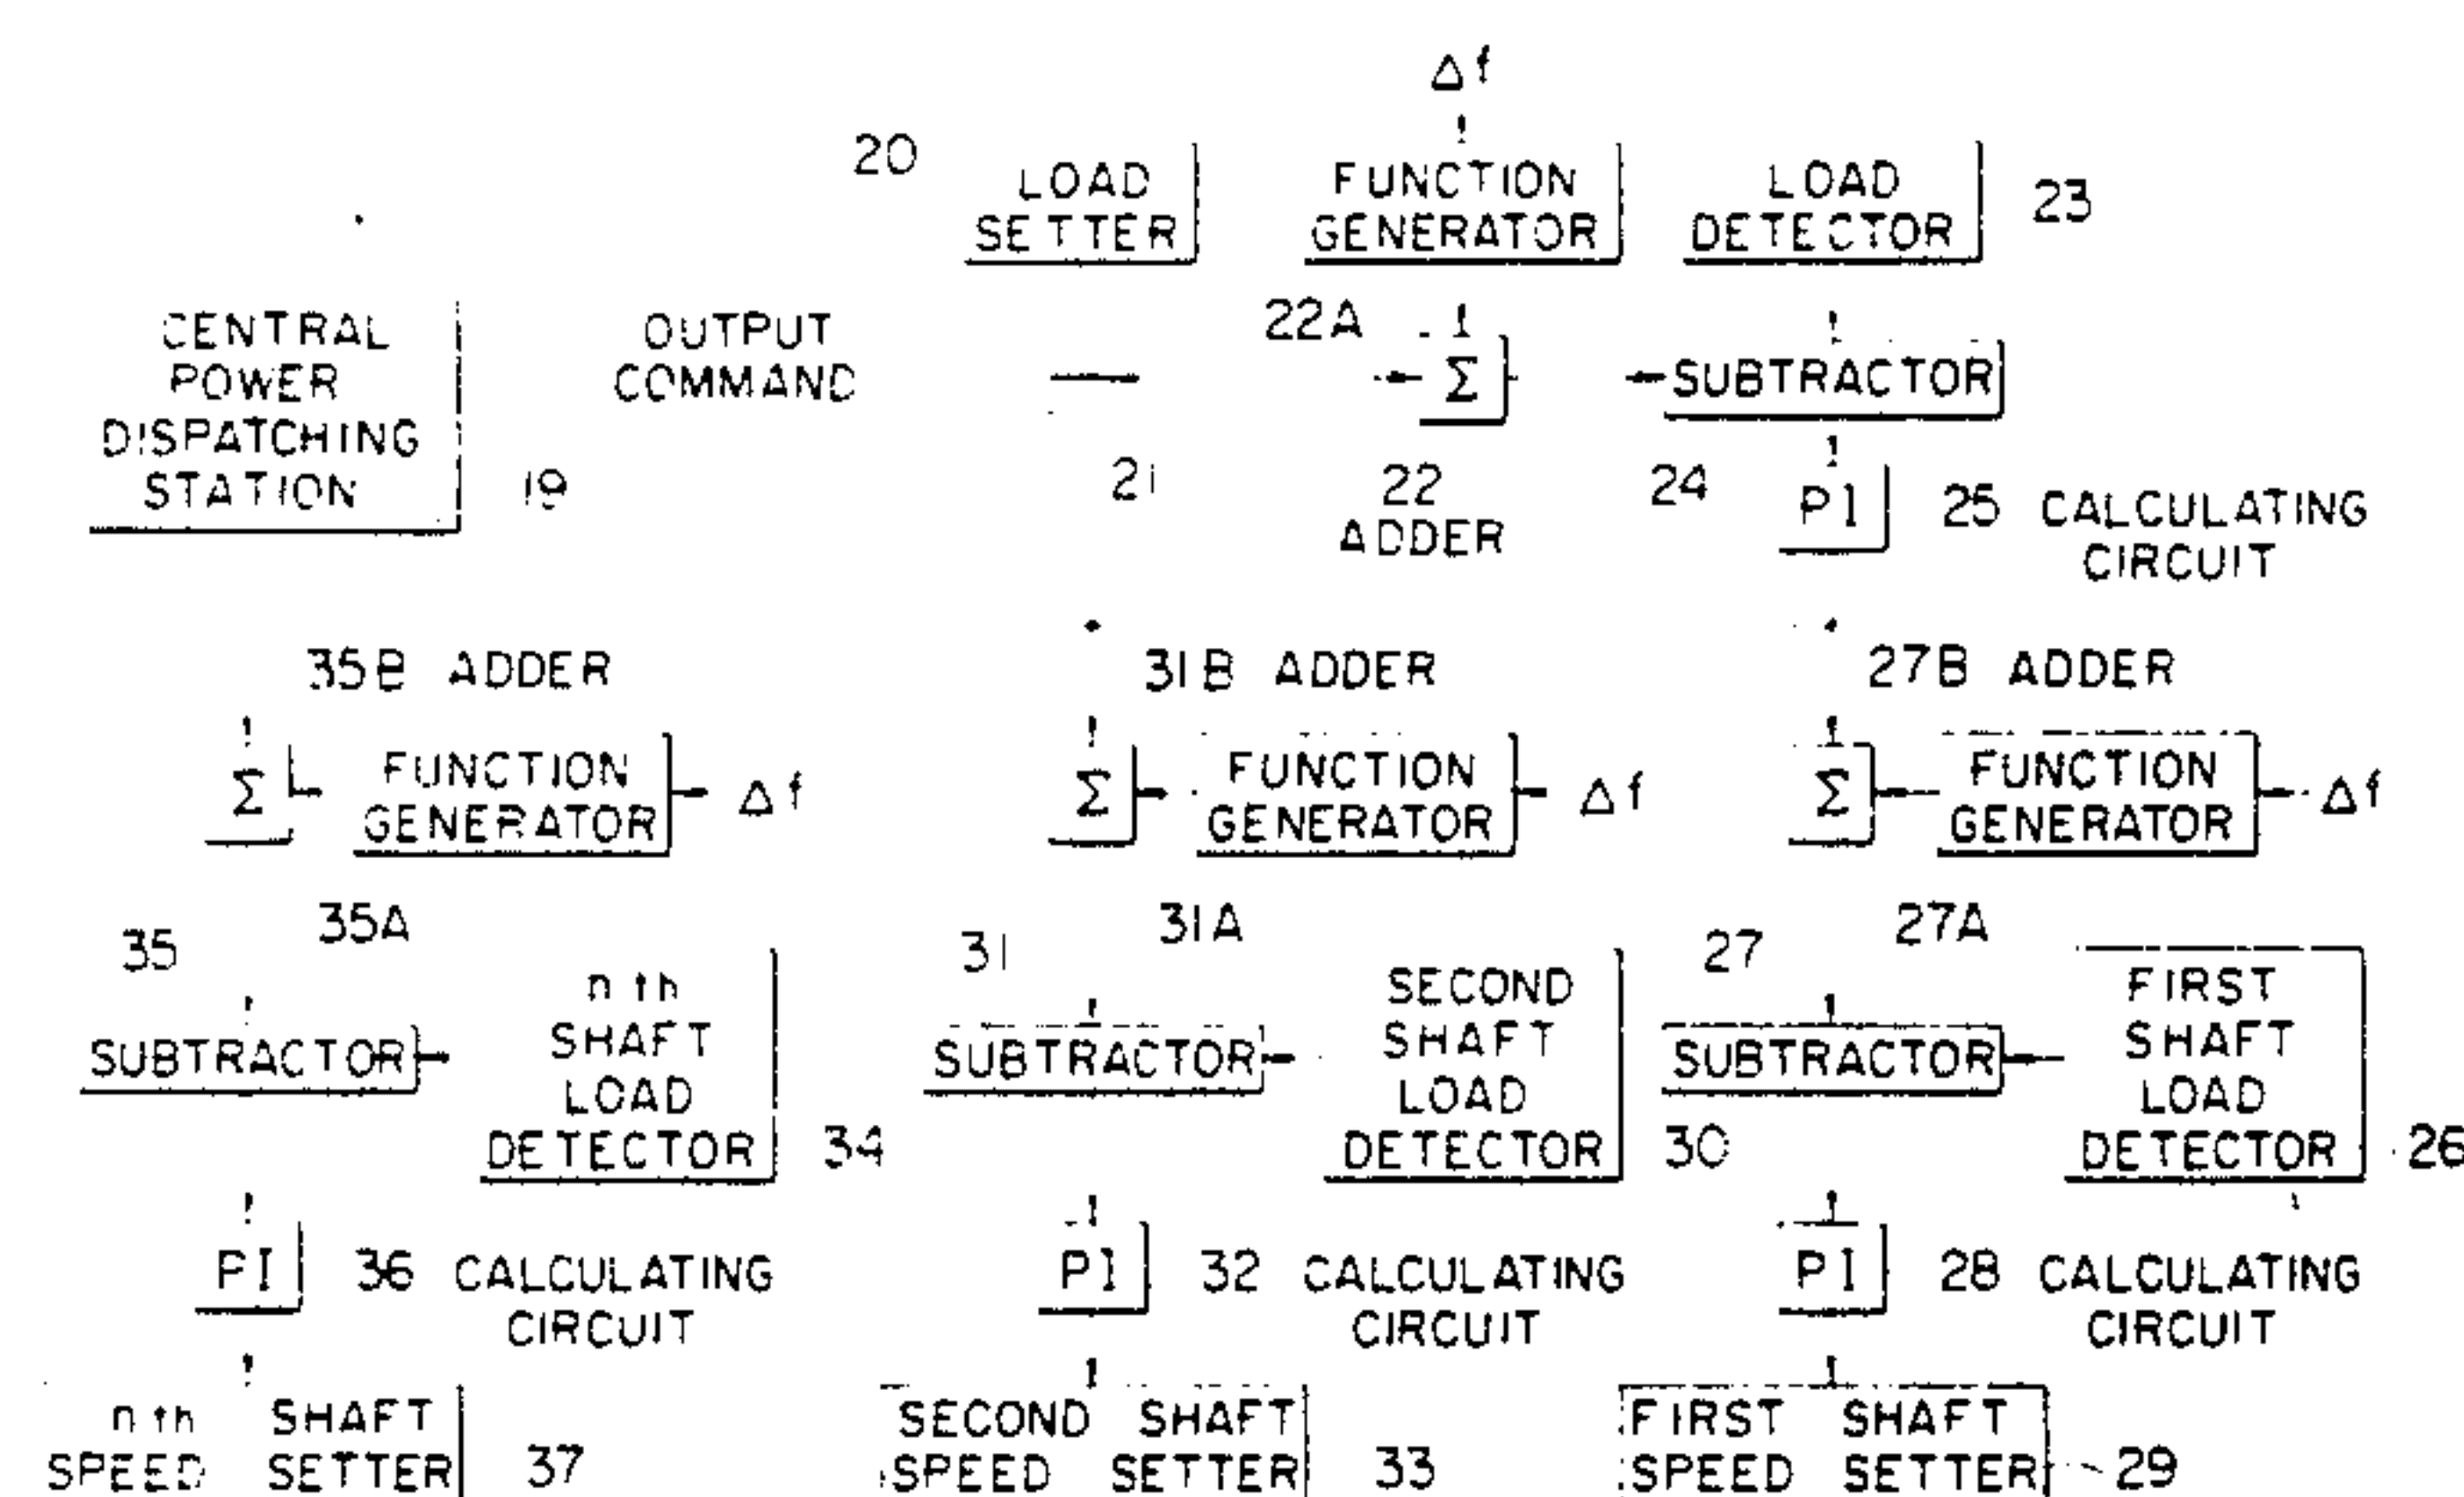 Δf
20
LOAD
SETTER
FUNCTION
GENERATOR
LOAD
DETECTOR
23
CENTRAL
POWER
DISPATCHING
STATION
19
OUTPUT
COMMAND
21
22A
Σ
22
ADDER
SUBTRACTOR
24
PI
25 CALCULATING
CIRCUIT
35B ADDER
31B ADDER
27B ADDER
Σ
FUNCTION
GENERATOR
Δf
Σ
FUNCTION
GENERATOR
Δf
Σ
FUNCTION
GENERATOR
Δf
35
35A
31
31A
27
27A
SUBTRACTOR
nth
SHAFT
LOAD
DETECTOR
34
SUBTRACTOR
SECOND
SHAFT
LOAD
DETECTOR
30
SUBTRACTOR
FIRST
SHAFT
LOAD
DETECTOR
26
PI
36 CALCULATING
CIRCUIT
PI
32 CALCULATING
CIRCUIT
PI
28 CALCULATING
CIRCUIT
nth SHAFT
SPEED SETTER
37
SECOND SHAFT
SPEED SETTER
33
FIRST SHAFT
SPEED SETTER
29